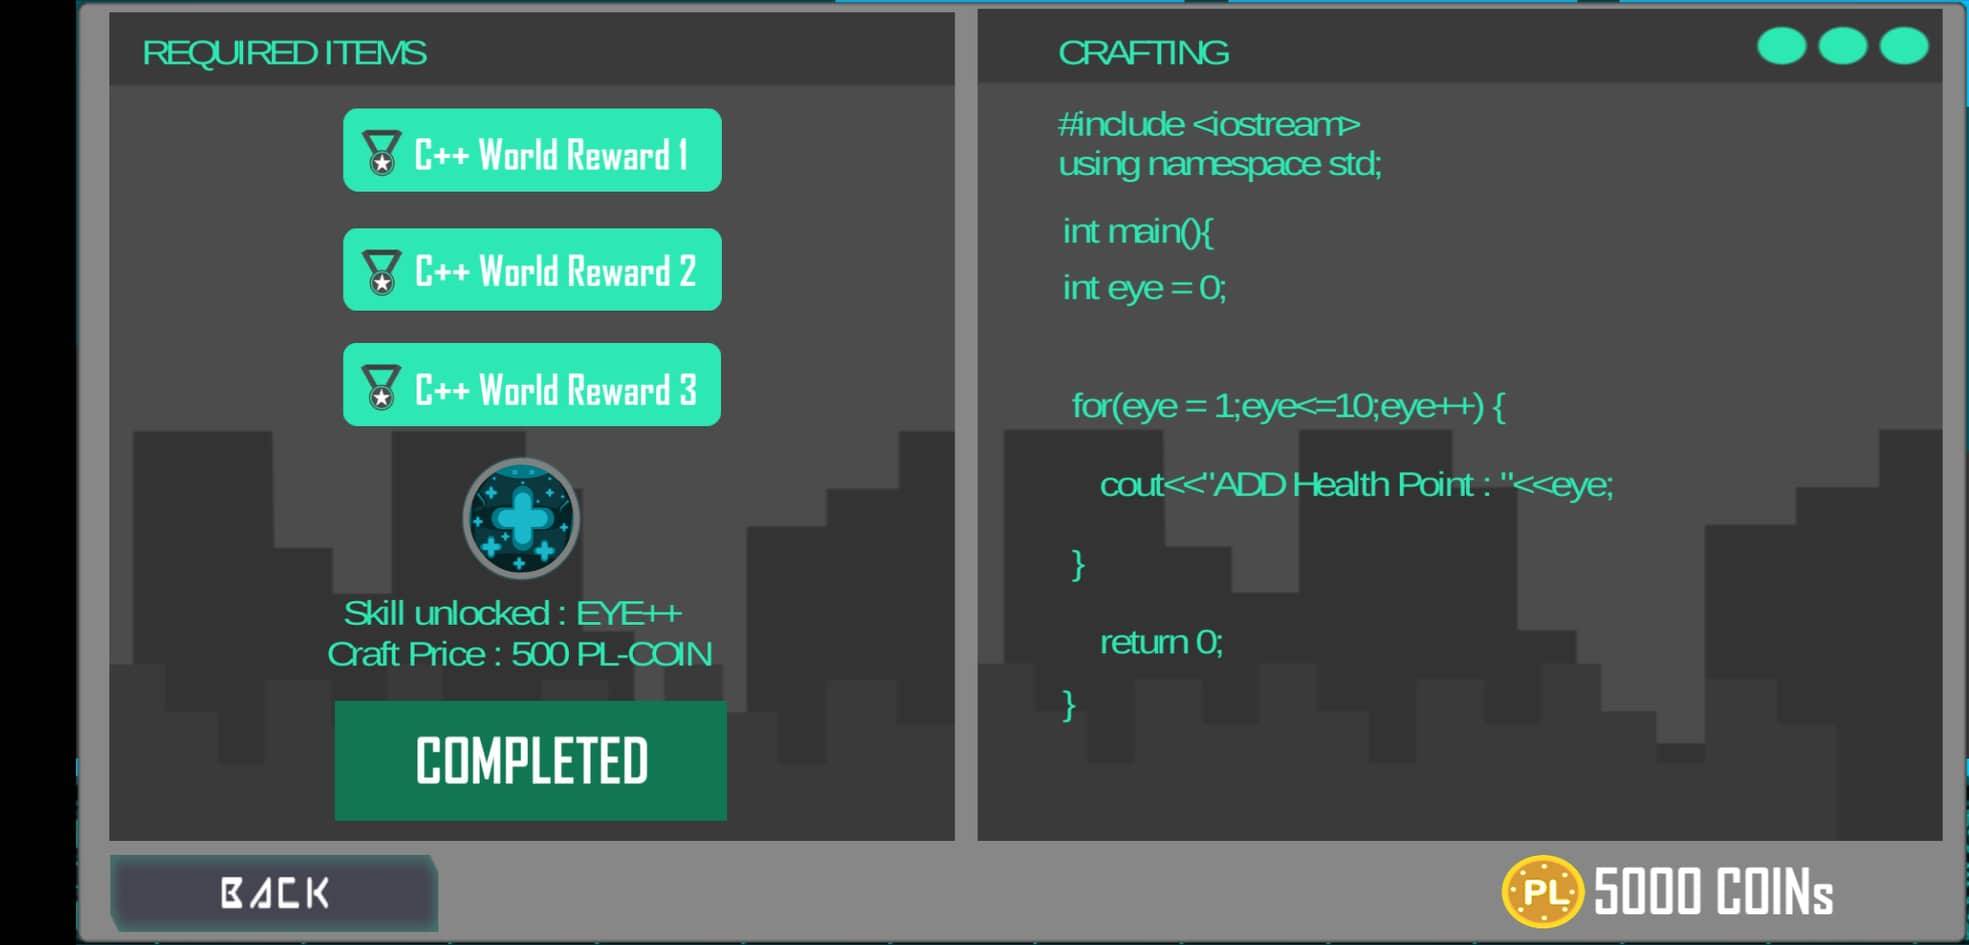 REQUIRED ITEMS
C++ World Reward 1
C++ World Reward 2
C++ World Reward 3
Skill unlocked : EYE++
Craft Price : 500 PL-COIN
COMPLETED
BACK
CRAFTING
#include <iostream>
using namespace std;
int main(){
int eye = 0;
for(eye = 1;eye<=10;eye++) {
cout<<"ADD Health Point : "<<eye;
}
return 0;
}
PL 5000 COINs